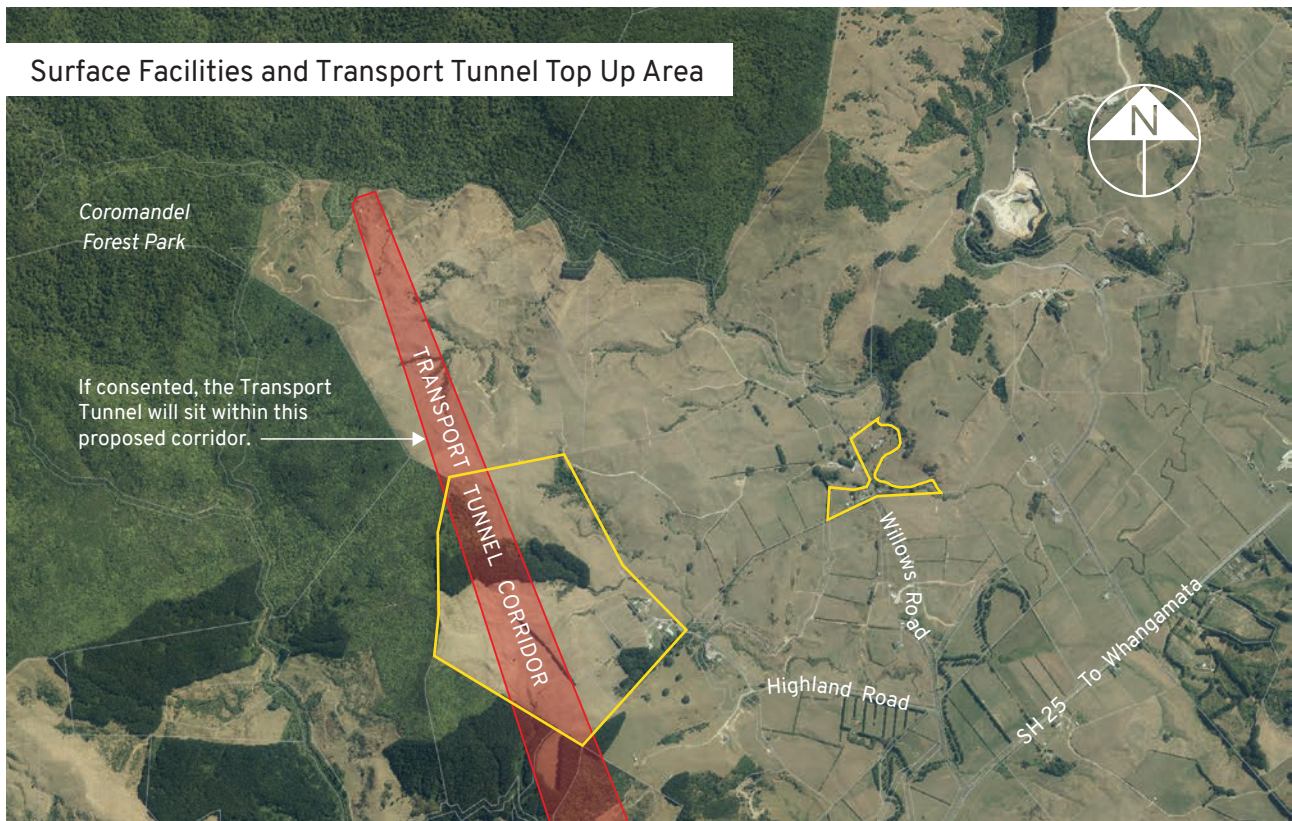 Surface Facilities and Transport Tunnel Top Up Area
N
Coromandel
Forest Park
If consented, the Transport
Tunnel will sit within this
proposed corridor.
TRANSPORT TUNNEL CORRIDOR
Willows Road
Highland Road
SH 25 To Whangamata